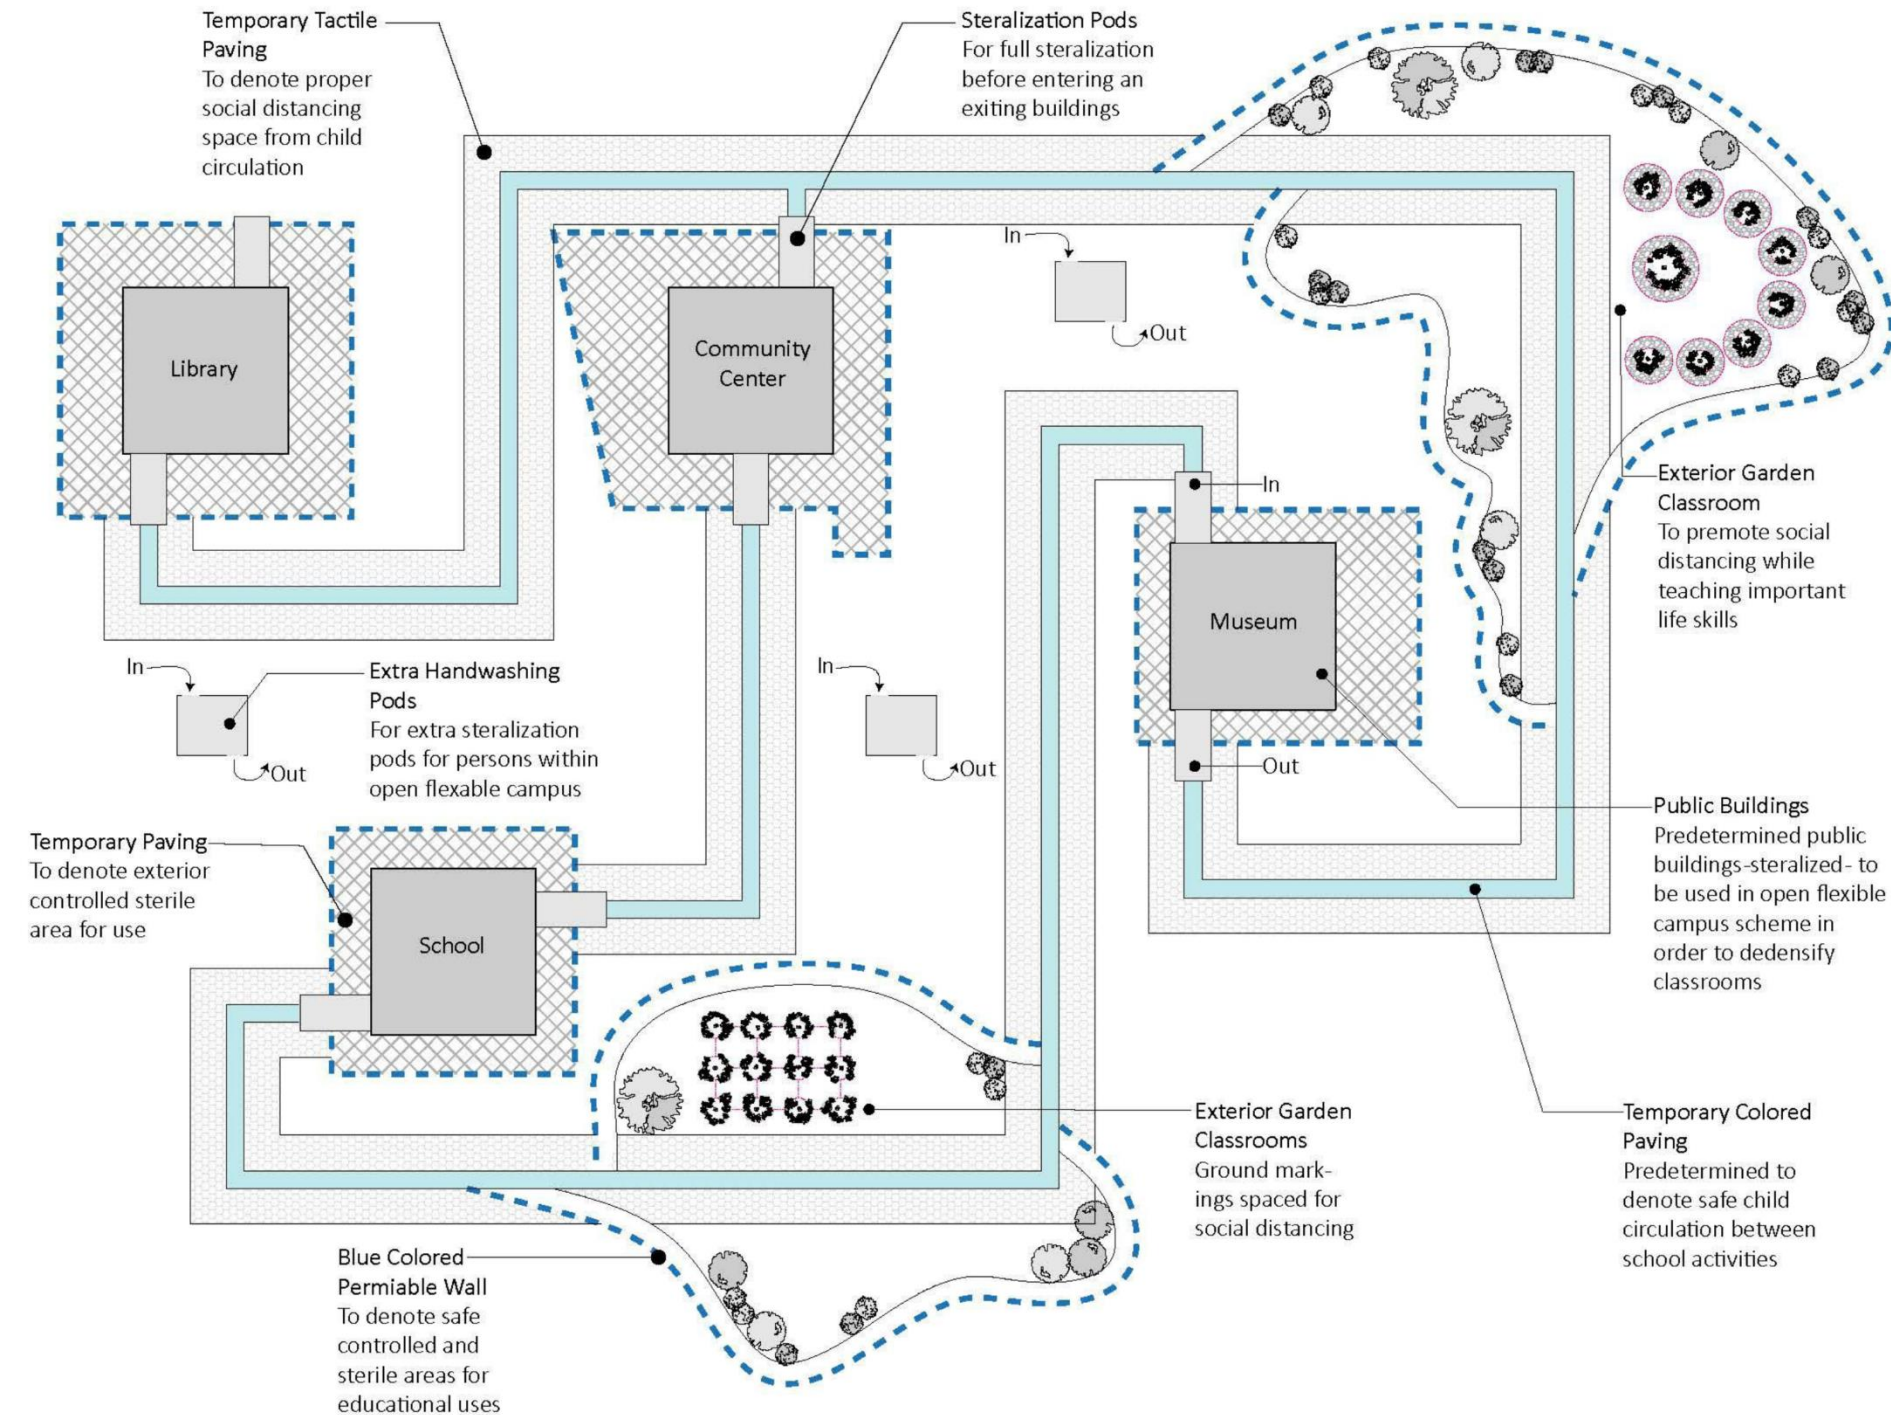 Temporary Tactile
Paving
To denote proper
social distancing
space from child
circulation
Steralization Pods
For full steralization
before entering an
exiting buildings
Library
Community
Center
In
Out
Exterior Garden
Classroom
To premote social
distancing while
teaching important
life skills
In
Museum
Out
In
Out
Extra Handwashing
Pods
For extra steralization
pods for persons within
open flexable campus
In
Out
Public Buildings
Predetermined public
buildings-steralized- to
be used in open flexible
campus scheme in
order to dedensify
classrooms
Temporary Paving
To denote exterior
controlled sterile
area for use
School
Exterior Garden
Classrooms
Ground mark-
ings spaced for
social distancing
Temporary Colored
Paving
Predetermined to
denote safe child
circulation between
school activities
Blue Colored
Permiable Wall
To denote safe
controlled and
sterile areas for
educational uses